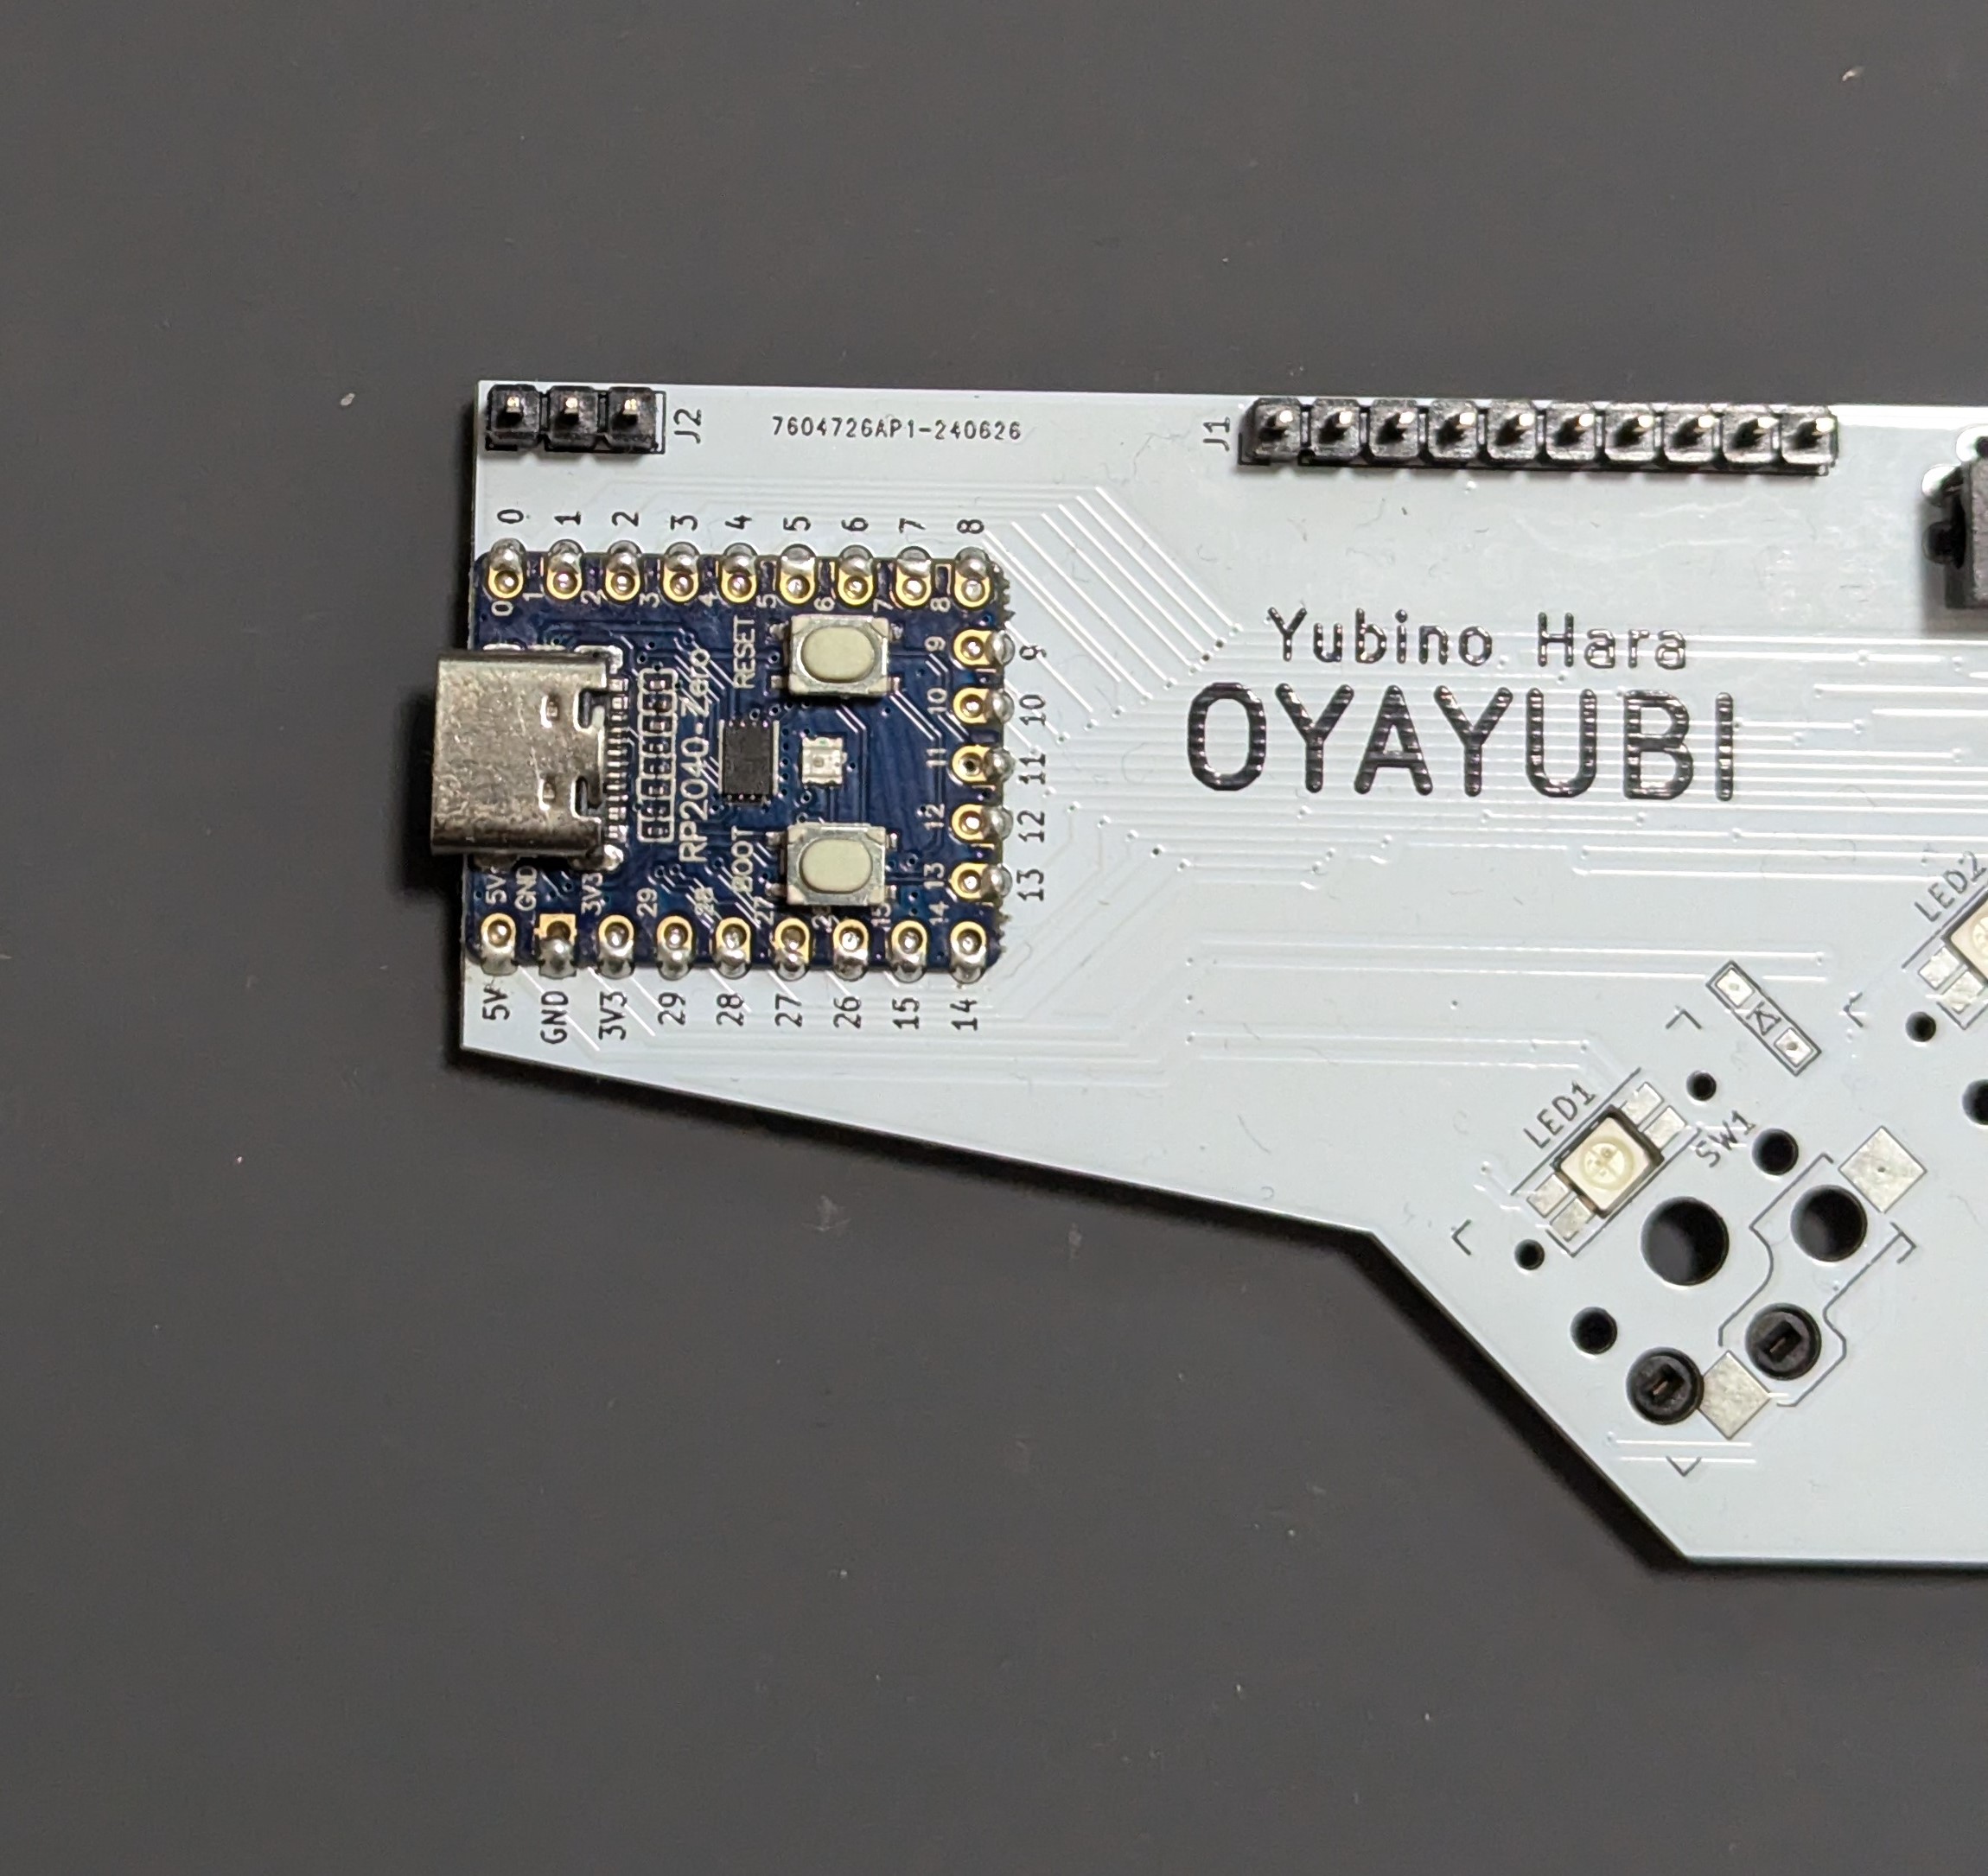 J2
7604726AP1-240626
J1
0 1 2 3 4 5 6 7 8
0 1 2 3 4 5 6 7 8
RESET
9
10
11
12
13
9
10
11
12
13
RP2040-Zero
BOOT
5V GND 3V3 29 28 27 15 14
5V GND 3V3 29 28 27 26 15 14
Yubino Hara
OYAYUBI
LED2
LED1
SW1